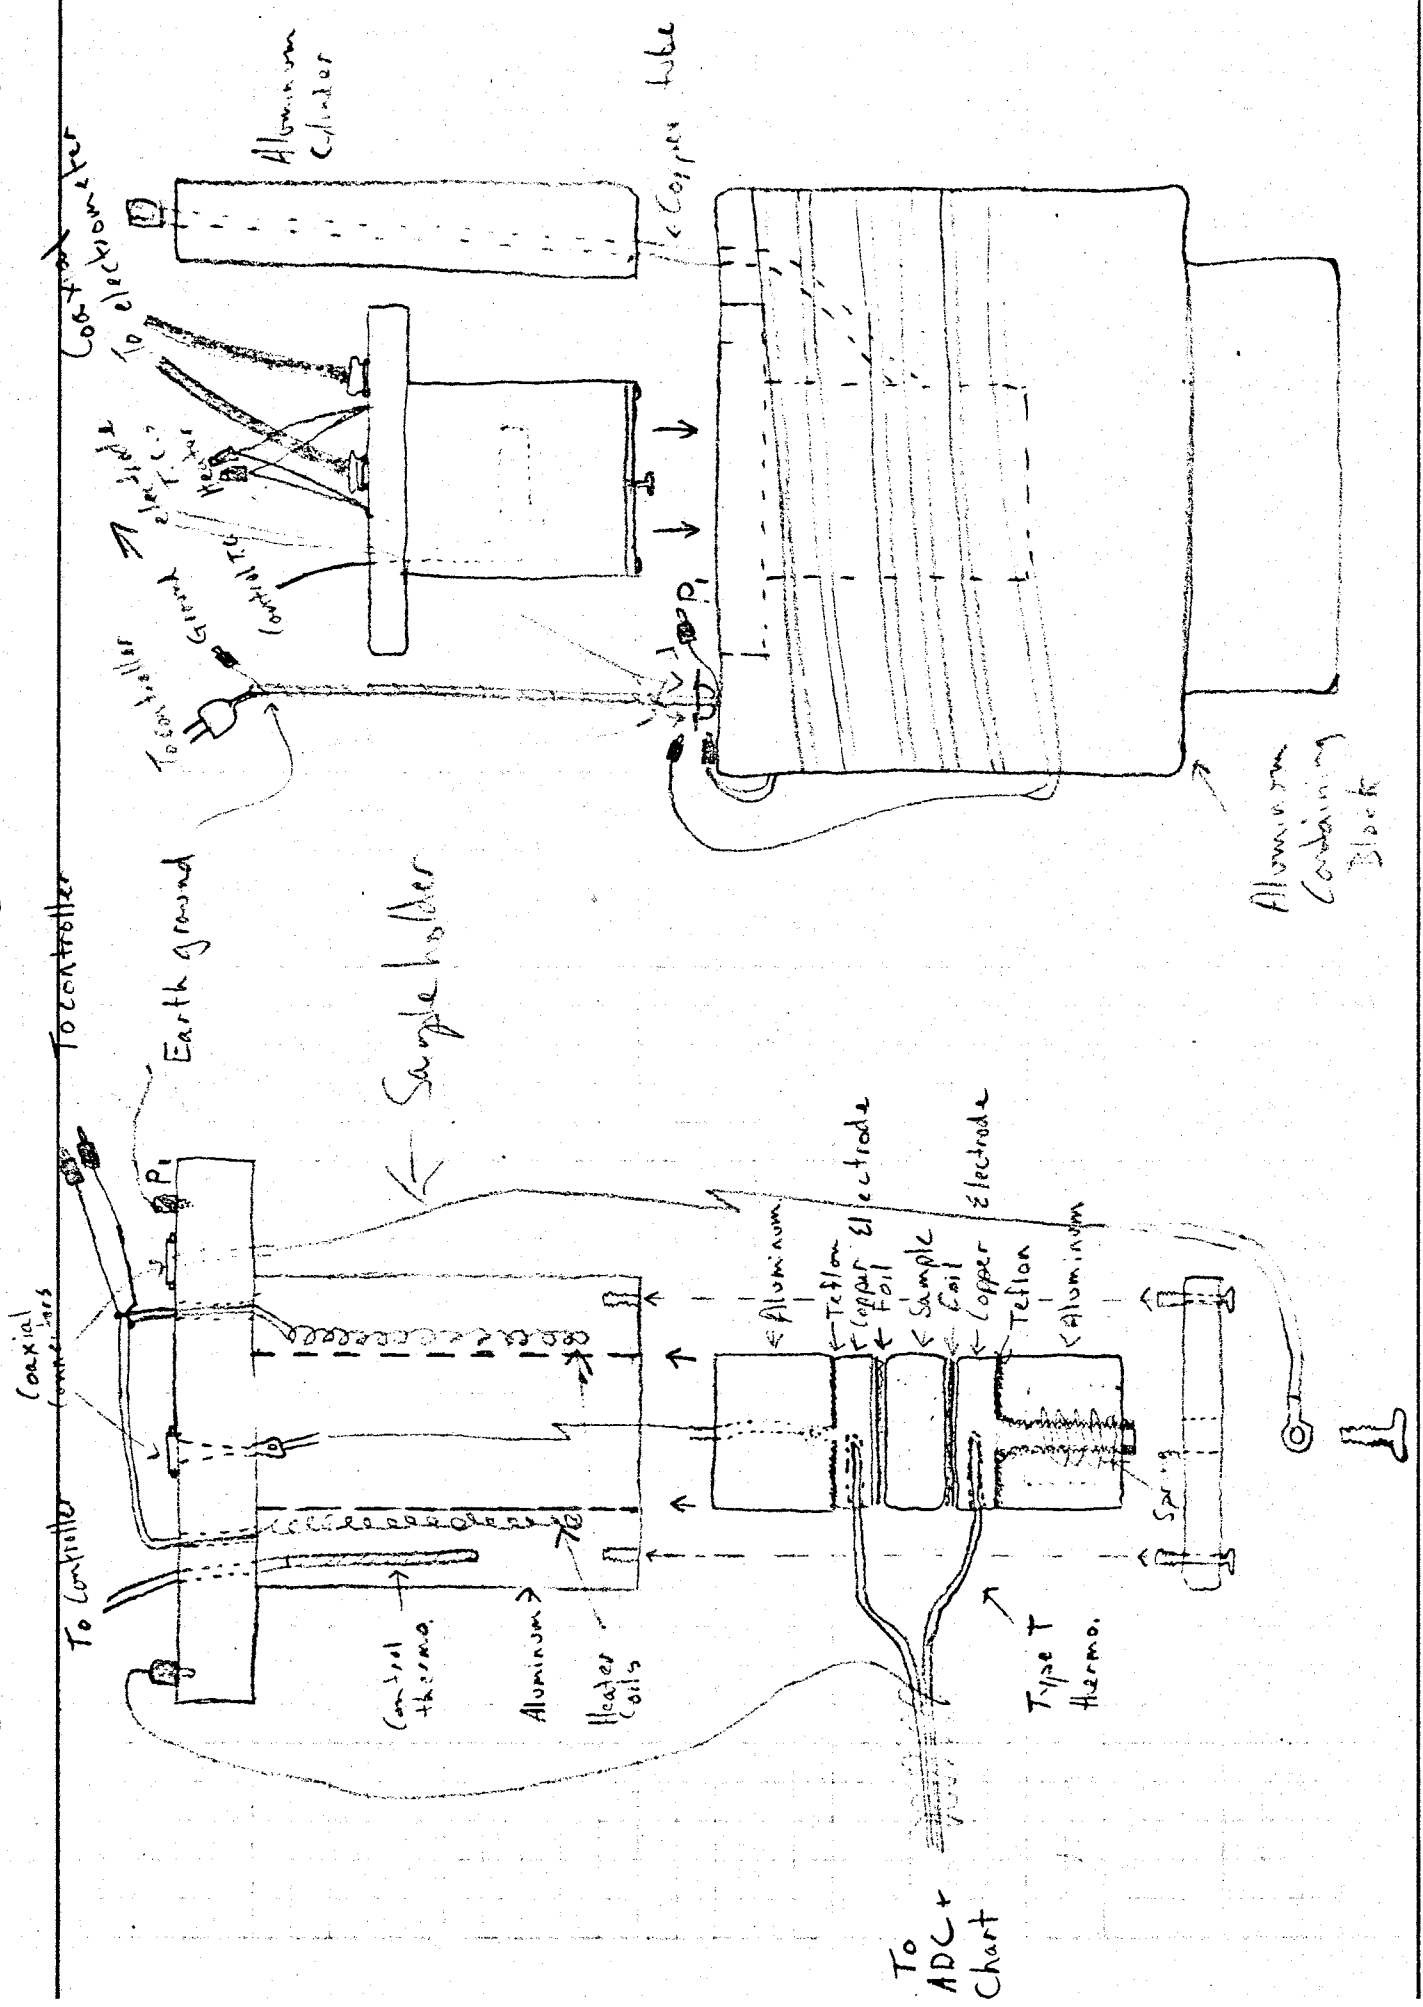 Coaxial
To electrometer
Aluminum
Cylinder
← Copper tube
electrode
Heater
Control TC
Ground
To controller
P1
Aluminum
Containing
Block
To controller
Earth ground
← Sample holder
P1
Coaxial
connectors
To controller
Control
thermo.
Aluminum
Heater
Coils
Aluminum
Teflon
Copper Electrode
Foil
Sample
Foil
Copper Electrode
Teflon
Aluminum
Spring
Type T
thermo.
To
ADC +
Chart